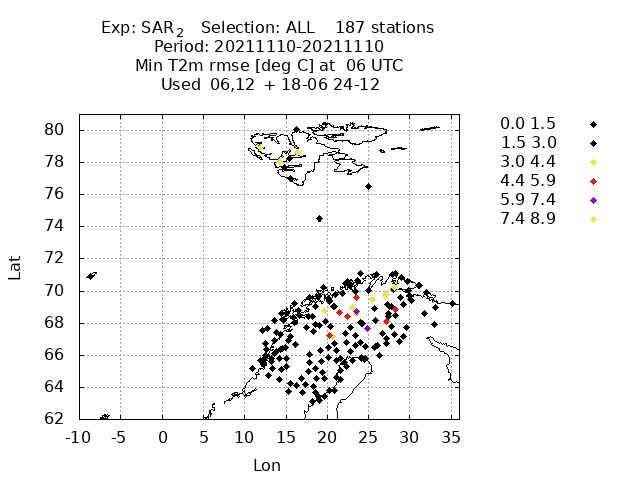 Exp: SAR2 Selection: ALL 187 stations
Period: 20211110-20211110
Min T2m rmse [deg C] at 06 UTC
Used 06,12 + 18-06 24-12
0.0 1.5
1.5 3.0
3.0 4.4
4.4 5.9
5.9 7.4
7.4 8.9
Lat
80
78
76
74
72
70
68
66
64
62
-10 -5 0 5 10 15 20 25 30 35
Lon